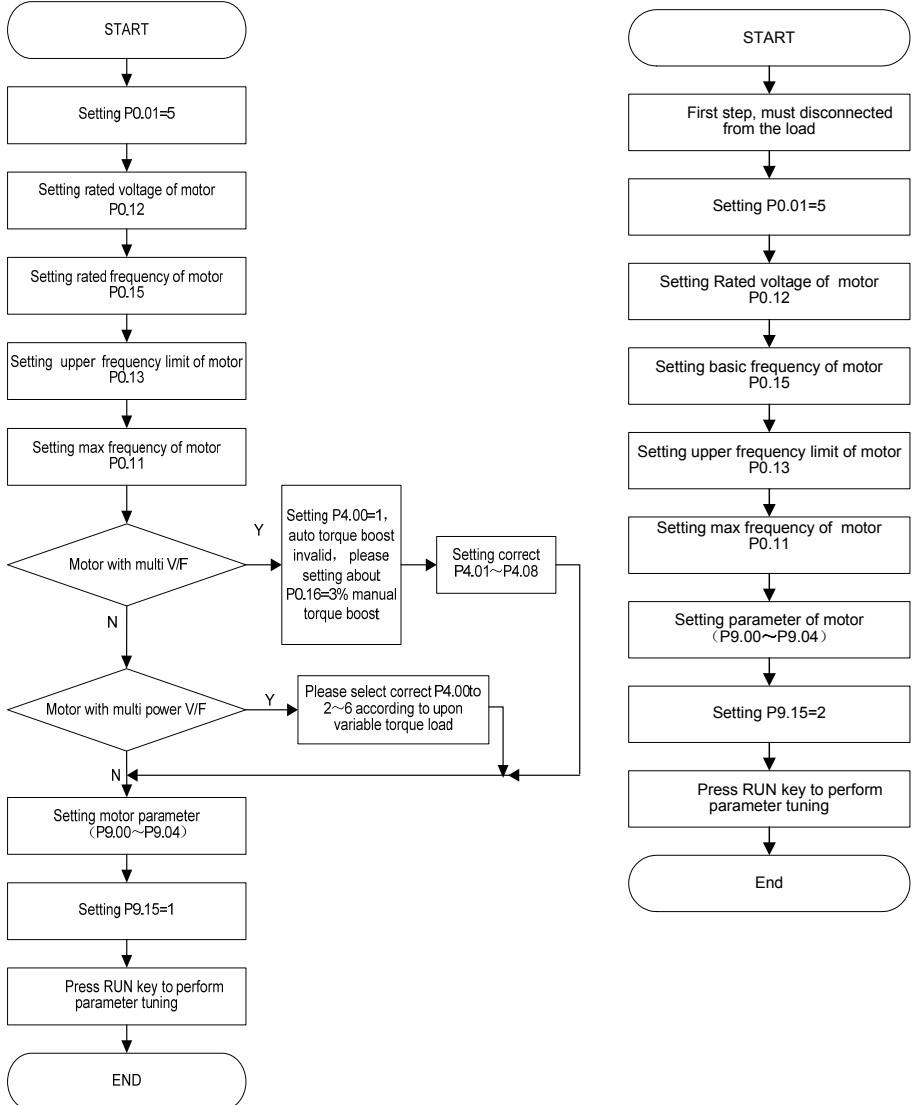 START
Setting P0.01=5
Setting rated voltage of motor
P0.12
Setting rated frequency of motor
P0.15
Setting upper frequency limit of motor
P0.13
Setting max frequency of motor
P0.11
Motor with multi V/F
Y
Setting P4.00=1，
auto torque boost
invalid， please
setting about
P0.16=3% manual
torque boost
Setting correct
P4.01～P4.08
N
Motor with multi power V/F
Y
Please select correct P4.00to
2～6 according to upon
variable torque load
N
Setting motor parameter
（P9.00～P9.04）
Setting P9.15=1
Press RUN key to perform
parameter tuning
END
START
First step, must disconnected
from the load
Setting P0.01=5
Setting Rated voltage of motor
P0.12
Setting basic frequency of motor
P0.15
Setting upper frequency limit of motor
P0.13
Setting max frequency of motor
P0.11
Setting parameter of motor
（P9.00～P9.04）
Setting P9.15=2
Press RUN key to perform
parameter tuning
End